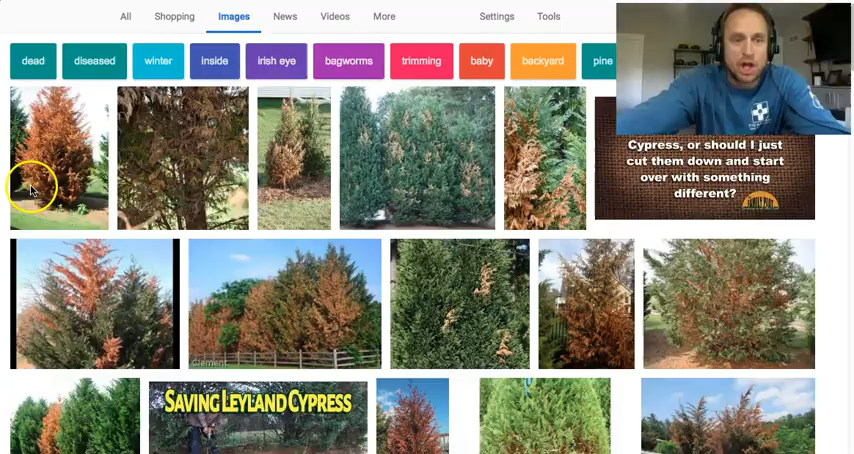 All Shopping Images News Videos More Settings Tools
dead diseased winter inside irish eye bagworms trimming baby backyard pine
Cypress, or should I just
cut them down and start
over with something
different?
Clement
SAVING LEYLAND CYPRESS